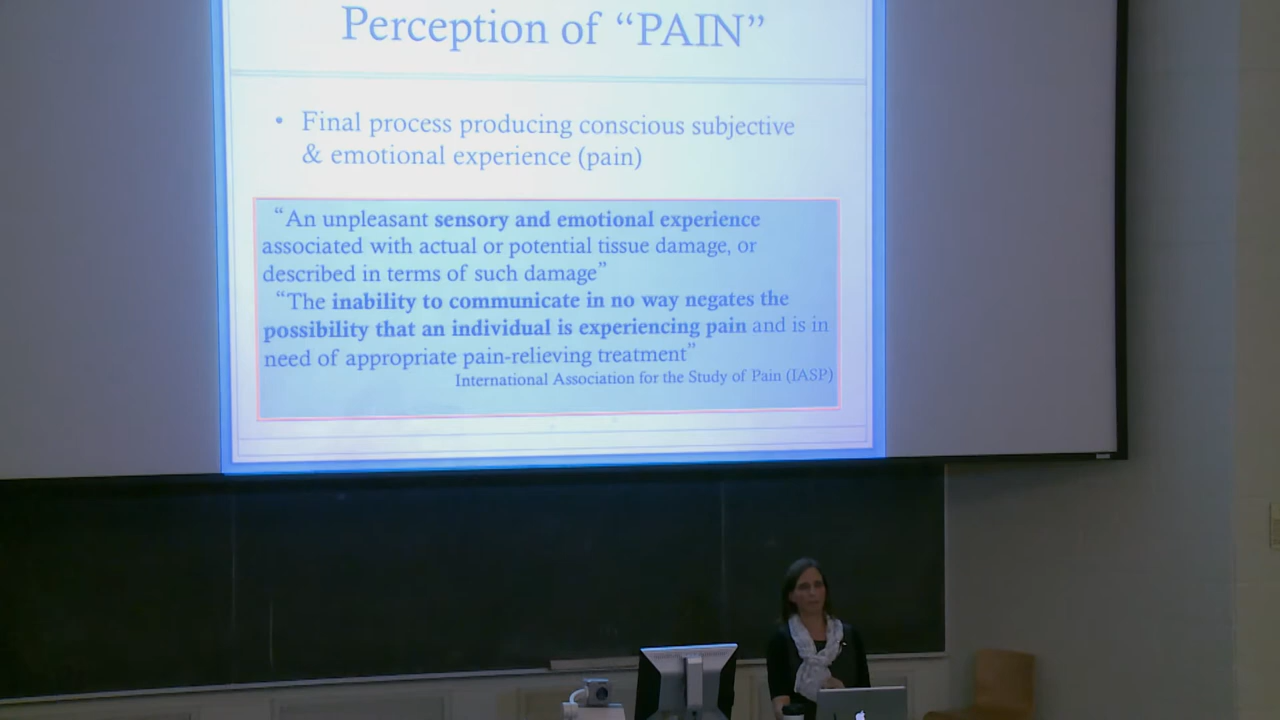 Perception of “PAIN”
• Final process producing conscious subjective
& emotional experience (pain)
“An unpleasant sensory and emotional experience
associated with actual or potential tissue damage, or
described in terms of such damage”
“The inability to communicate in no way negates the
possibility that an individual is experiencing pain and is in
need of appropriate pain-relieving treatment”
International Association for the Study of Pain (IASP)